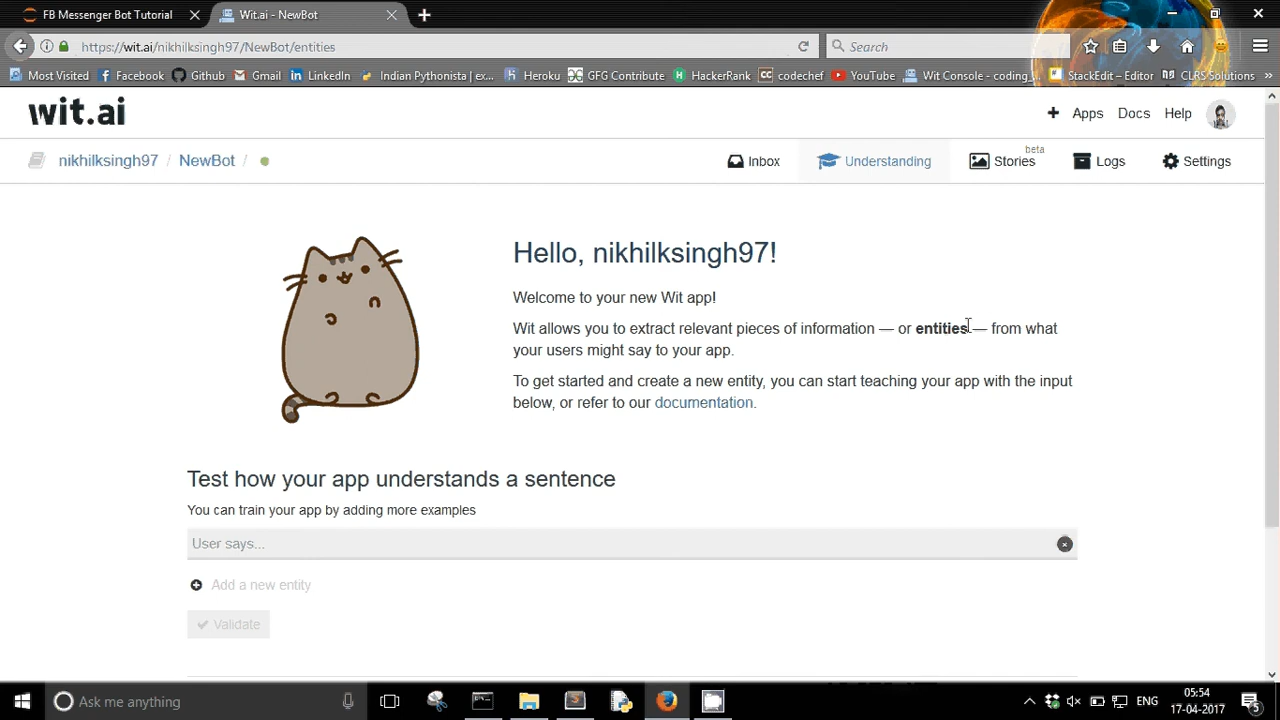 FB Messenger Bot Tutorial
Wit.ai - NewBot
https://wit.ai/nikhilksingh97/NewBot/entities
Search
Most Visited Facebook Github Gmail LinkedIn Indian Pythonista | ex... Heroku GFG Contribute HackerRank codechef YouTube Wit Console - coding_... StackEdit – Editor CLRS Solutions
wit.ai
Apps Docs Help
nikhilksingh97 / NewBot /
Inbox Understanding Stories beta Logs Settings
Hello, nikhilksingh97!
Welcome to your new Wit app!
Wit allows you to extract relevant pieces of information — or entities — from what
your users might say to your app.
To get started and create a new entity, you can start teaching your app with the input
below, or refer to our documentation.
Test how your app understands a sentence
You can train your app by adding more examples
User says...
Add a new entity
Validate
Ask me anything
ENG
05:54
17-04-2017
5